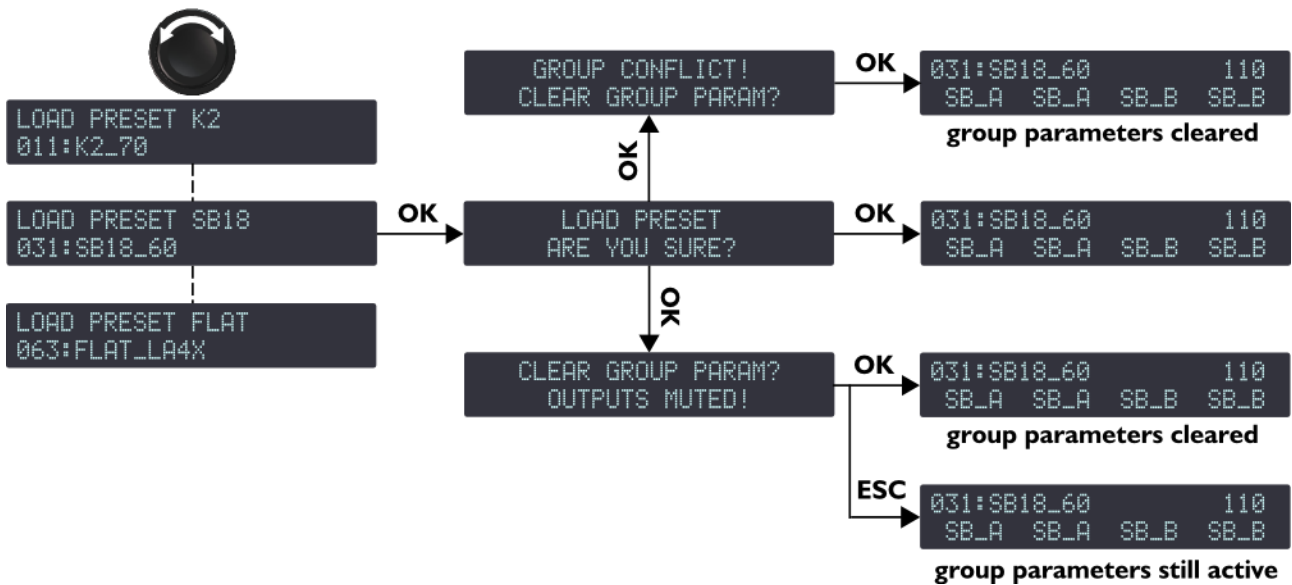 LOAD PRESET K2
011:K2_70
LOAD PRESET SB18
031:SB18_60
LOAD PRESET FLAT
063:FLAT_LA4X
OK
GROUP CONFLICT!
CLEAR GROUP PARAM?
OK
031:SB18_60 110
SB_A SB_A SB_B SB_B
group parameters cleared
OK
LOAD PRESET
ARE YOU SURE?
OK
031:SB18_60 110
SB_A SB_A SB_B SB_B
OK
CLEAR GROUP PARAM?
OUTPUTS MUTED!
OK
031:SB18_60 110
SB_A SB_A SB_B SB_B
group parameters cleared
ESC
031:SB18_60 110
SB_A SB_A SB_B SB_B
group parameters still active